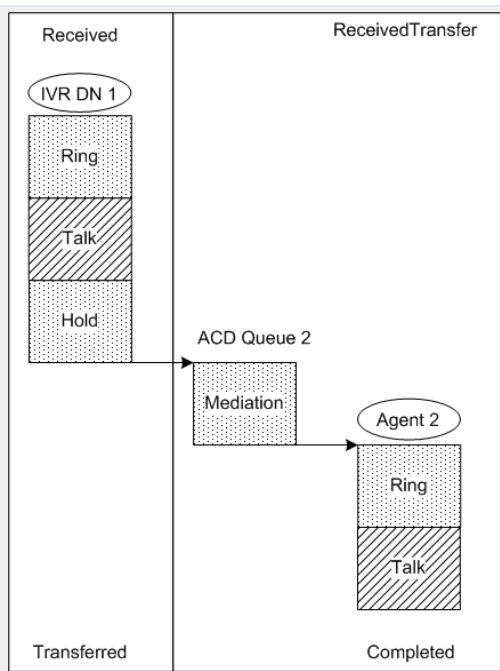 Received
ReceivedTransfer
IVR DN 1
Ring
Talk
Hold
ACD Queue 2
Mediation
Agent 2
Ring
Talk
Transferred
Completed